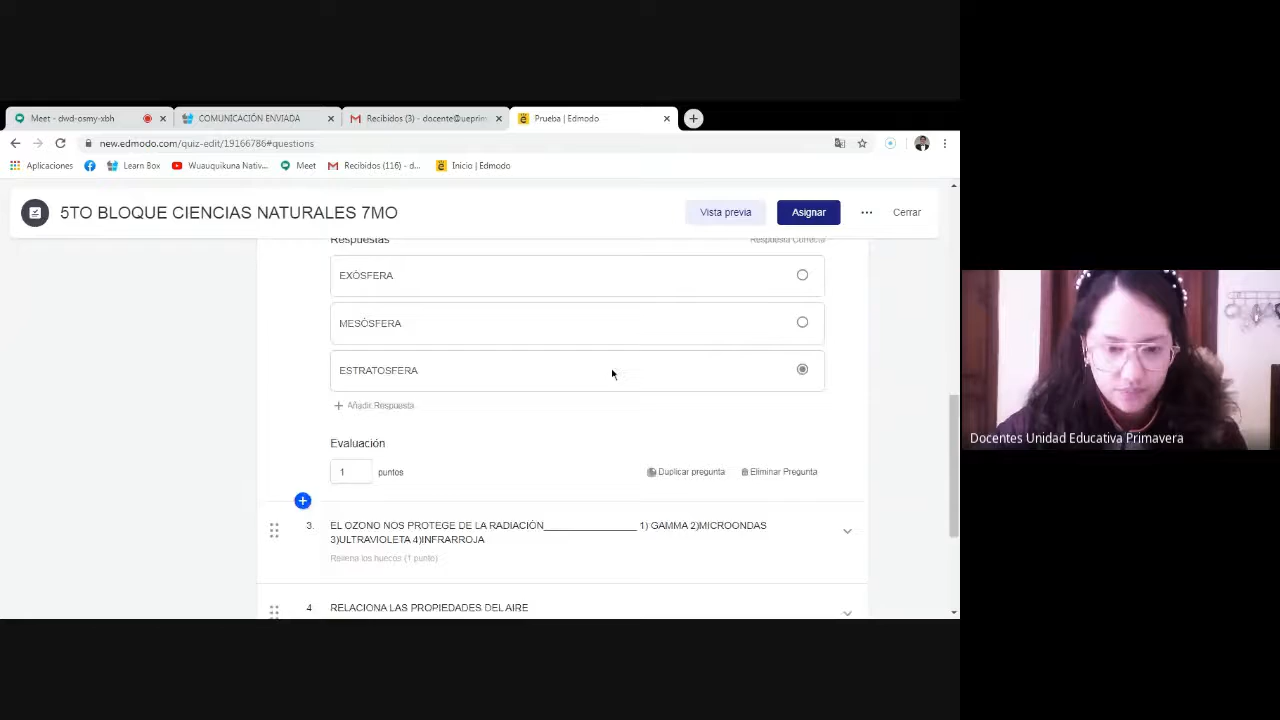 Meet - dwd-osmy-xbh
COMUNICACIÓN ENVIADA
Recibidos (3) - docente@ueprim
Prueba | Edmodo
new.edmodo.com/quiz-edit/19166786#questions
Aplicaciones
Learn Box
Wuauquikuna Nativ...
Meet
Recibidos (116) - d...
Inicio | Edmodo
5TO BLOQUE CIENCIAS NATURALES 7MO
Vista previa
Asignar
Cerrar
Respuestas
Respuesta Correcta
EXÓSFERA
MESÓSFERA
ESTRATOSFERA
Añadir Respuesta
Evaluación
1 puntos
Duplicar pregunta
Eliminar Pregunta
3. EL OZONO NOS PROTEGE DE LA RADIACIÓN_________________ 1) GAMMA 2)MICROONDAS
3)ULTRAVIOLETA 4)INFRARROJA
Rellena los huecos (1 punto)
4. RELACIONA LAS PROPIEDADES DEL AIRE
Docentes Unidad Educativa Primavera